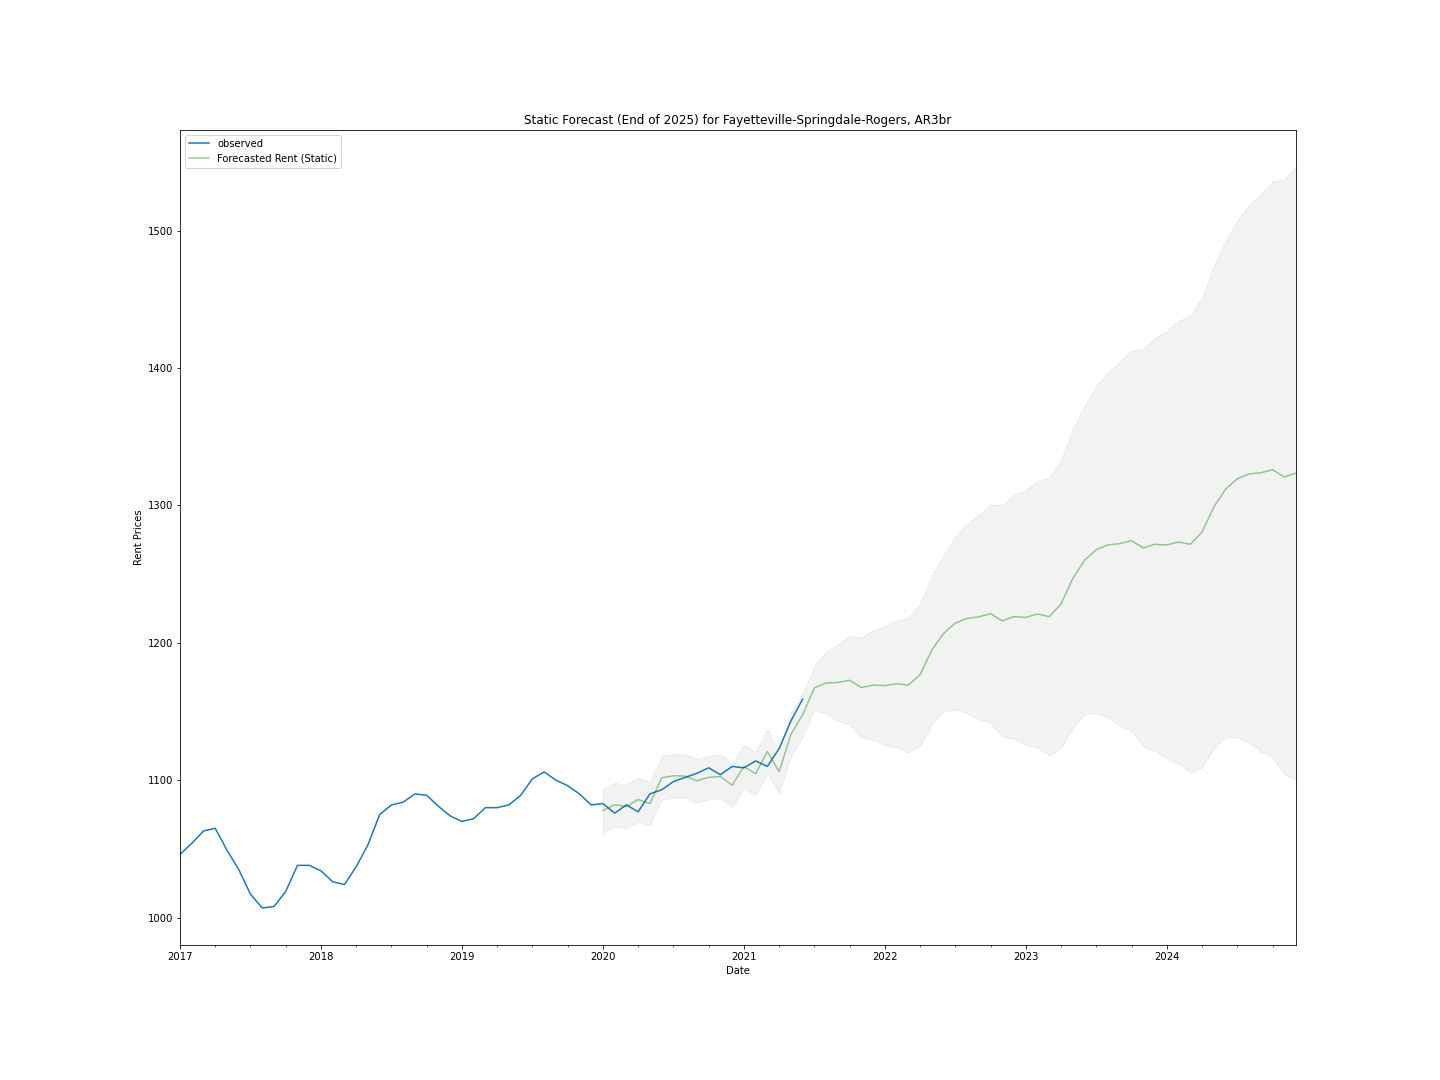 Static Forecast (End of 2025) for Fayetteville-Springdale-Rogers, AR3br
observed
Forecasted Rent (Static)
1500
1400
1300
1200
1100
1000
Rent Prices
2017 2018 2019 2020 2021 2022 2023 2024
Date